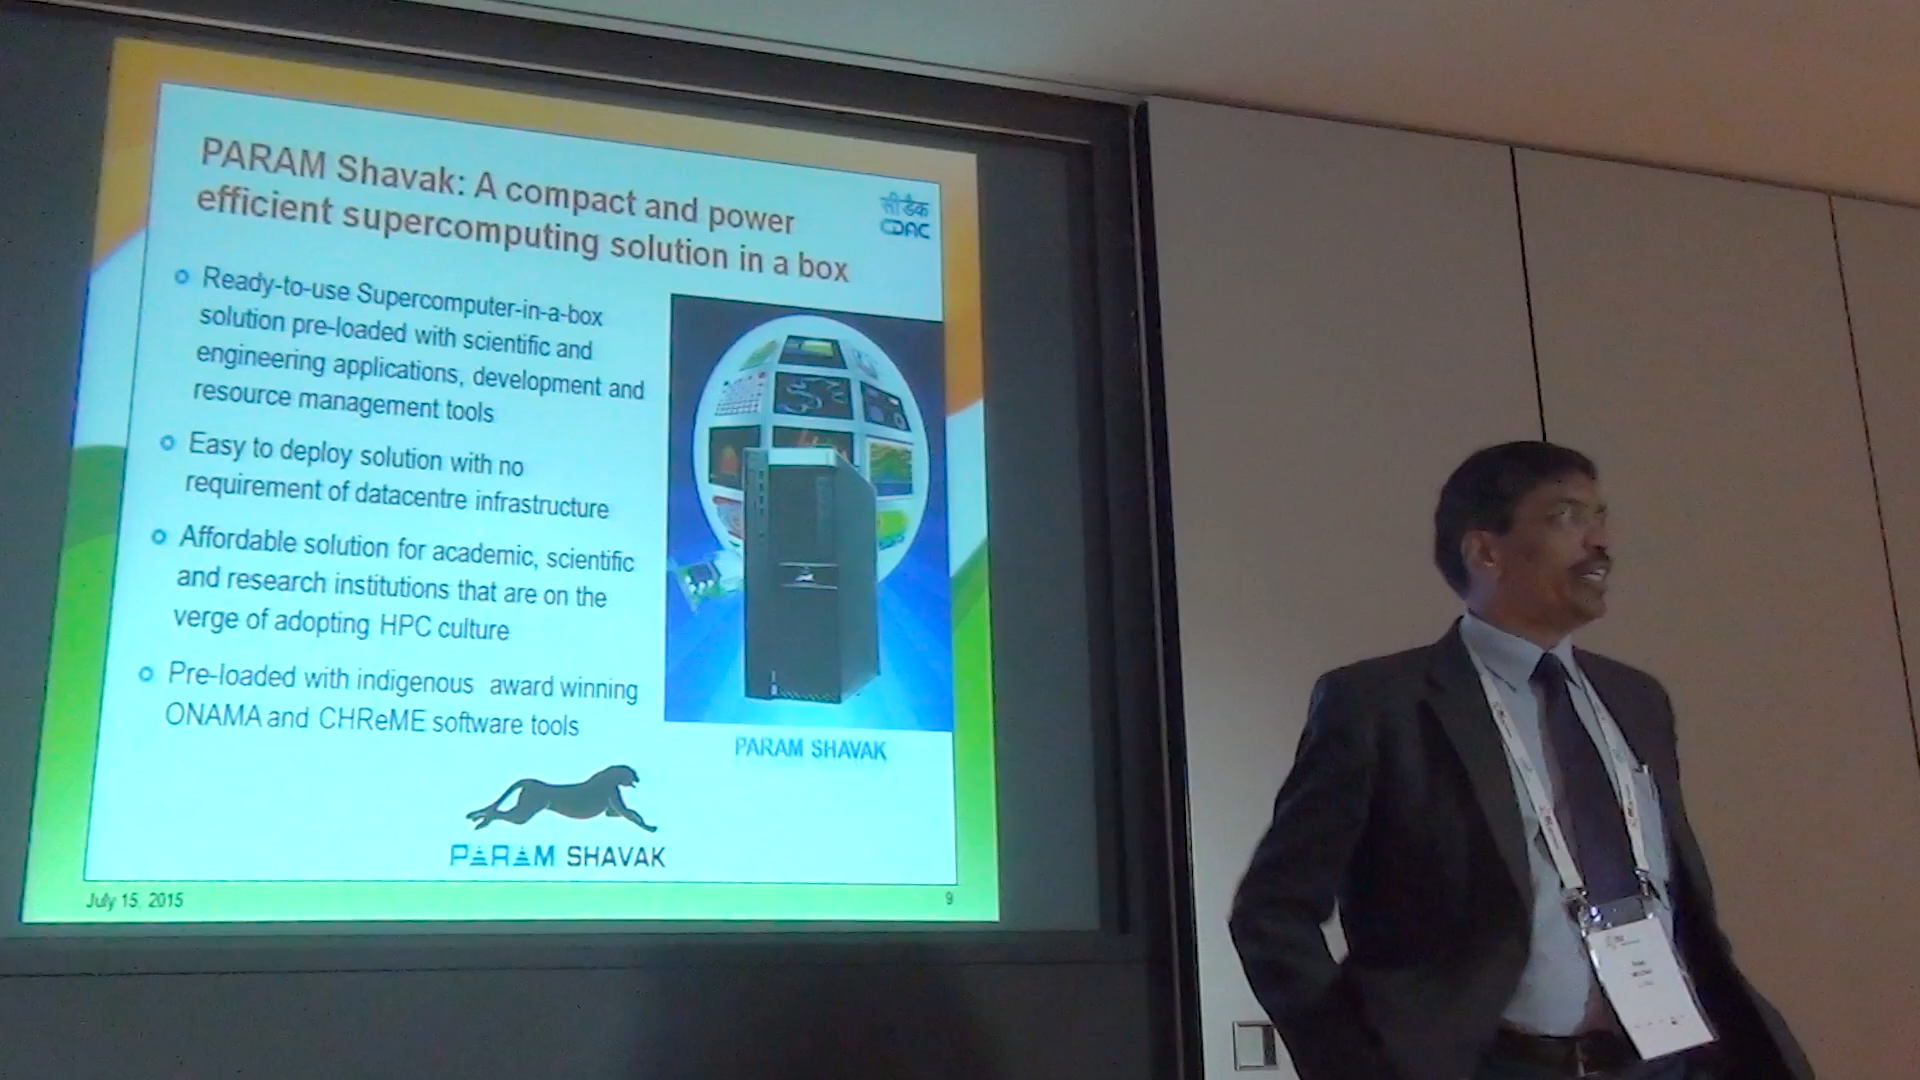 PARAM Shavak: A compact and power
efficient supercomputing solution in a box
सीडैक
CDAC
Ready-to-use Supercomputer-in-a-box
solution pre-loaded with scientific and
engineering applications, development and
resource management tools
Easy to deploy solution with no
requirement of datacentre infrastructure
Affordable solution for academic, scientific
and research institutions that are on the
verge of adopting HPC culture
Pre-loaded with indigenous award winning
ONAMA and CHReME software tools
PARAM SHAVAK
PARAM SHAVAK
July 15, 2015
9